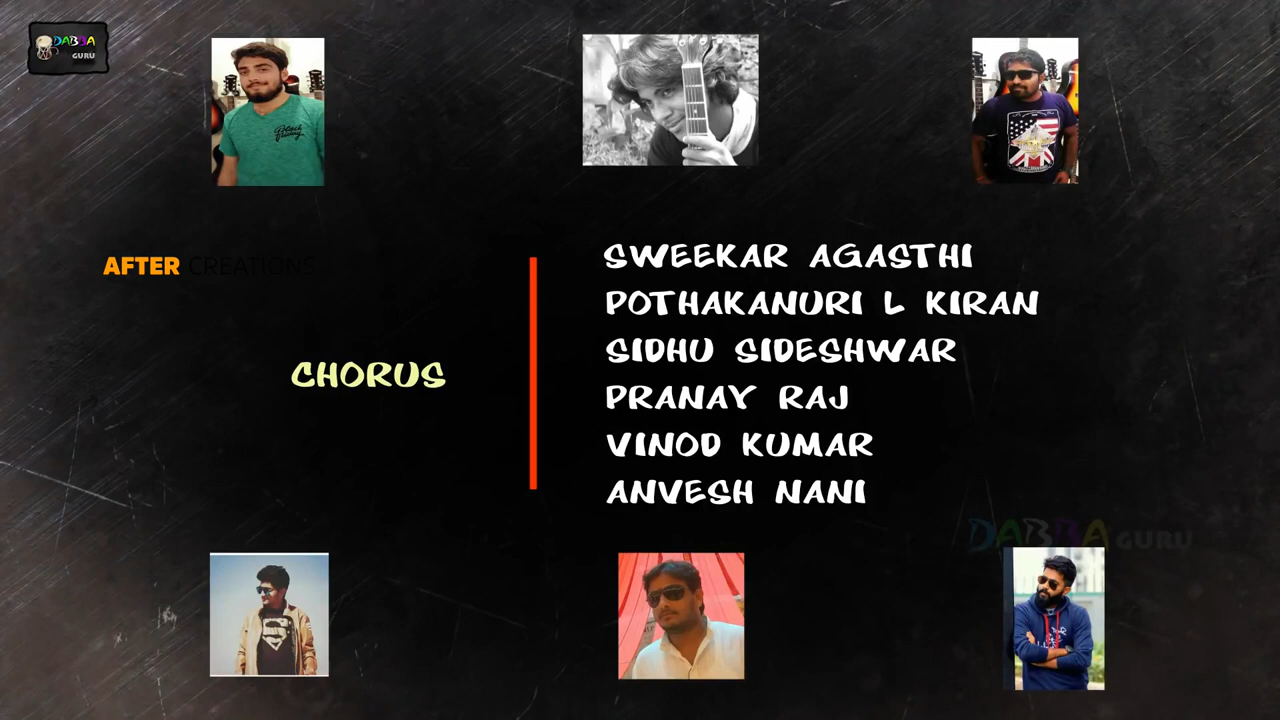 DABBA
GURU
AFTER CREATIONS
CHORUS
SWEEKAR AGASTHI
POTHAKANURI L KIRAN
SIDHU SIDESHWAR
PRANAY RAJ
VINOD KUMAR
ANVESH NANI
DABBA GURU